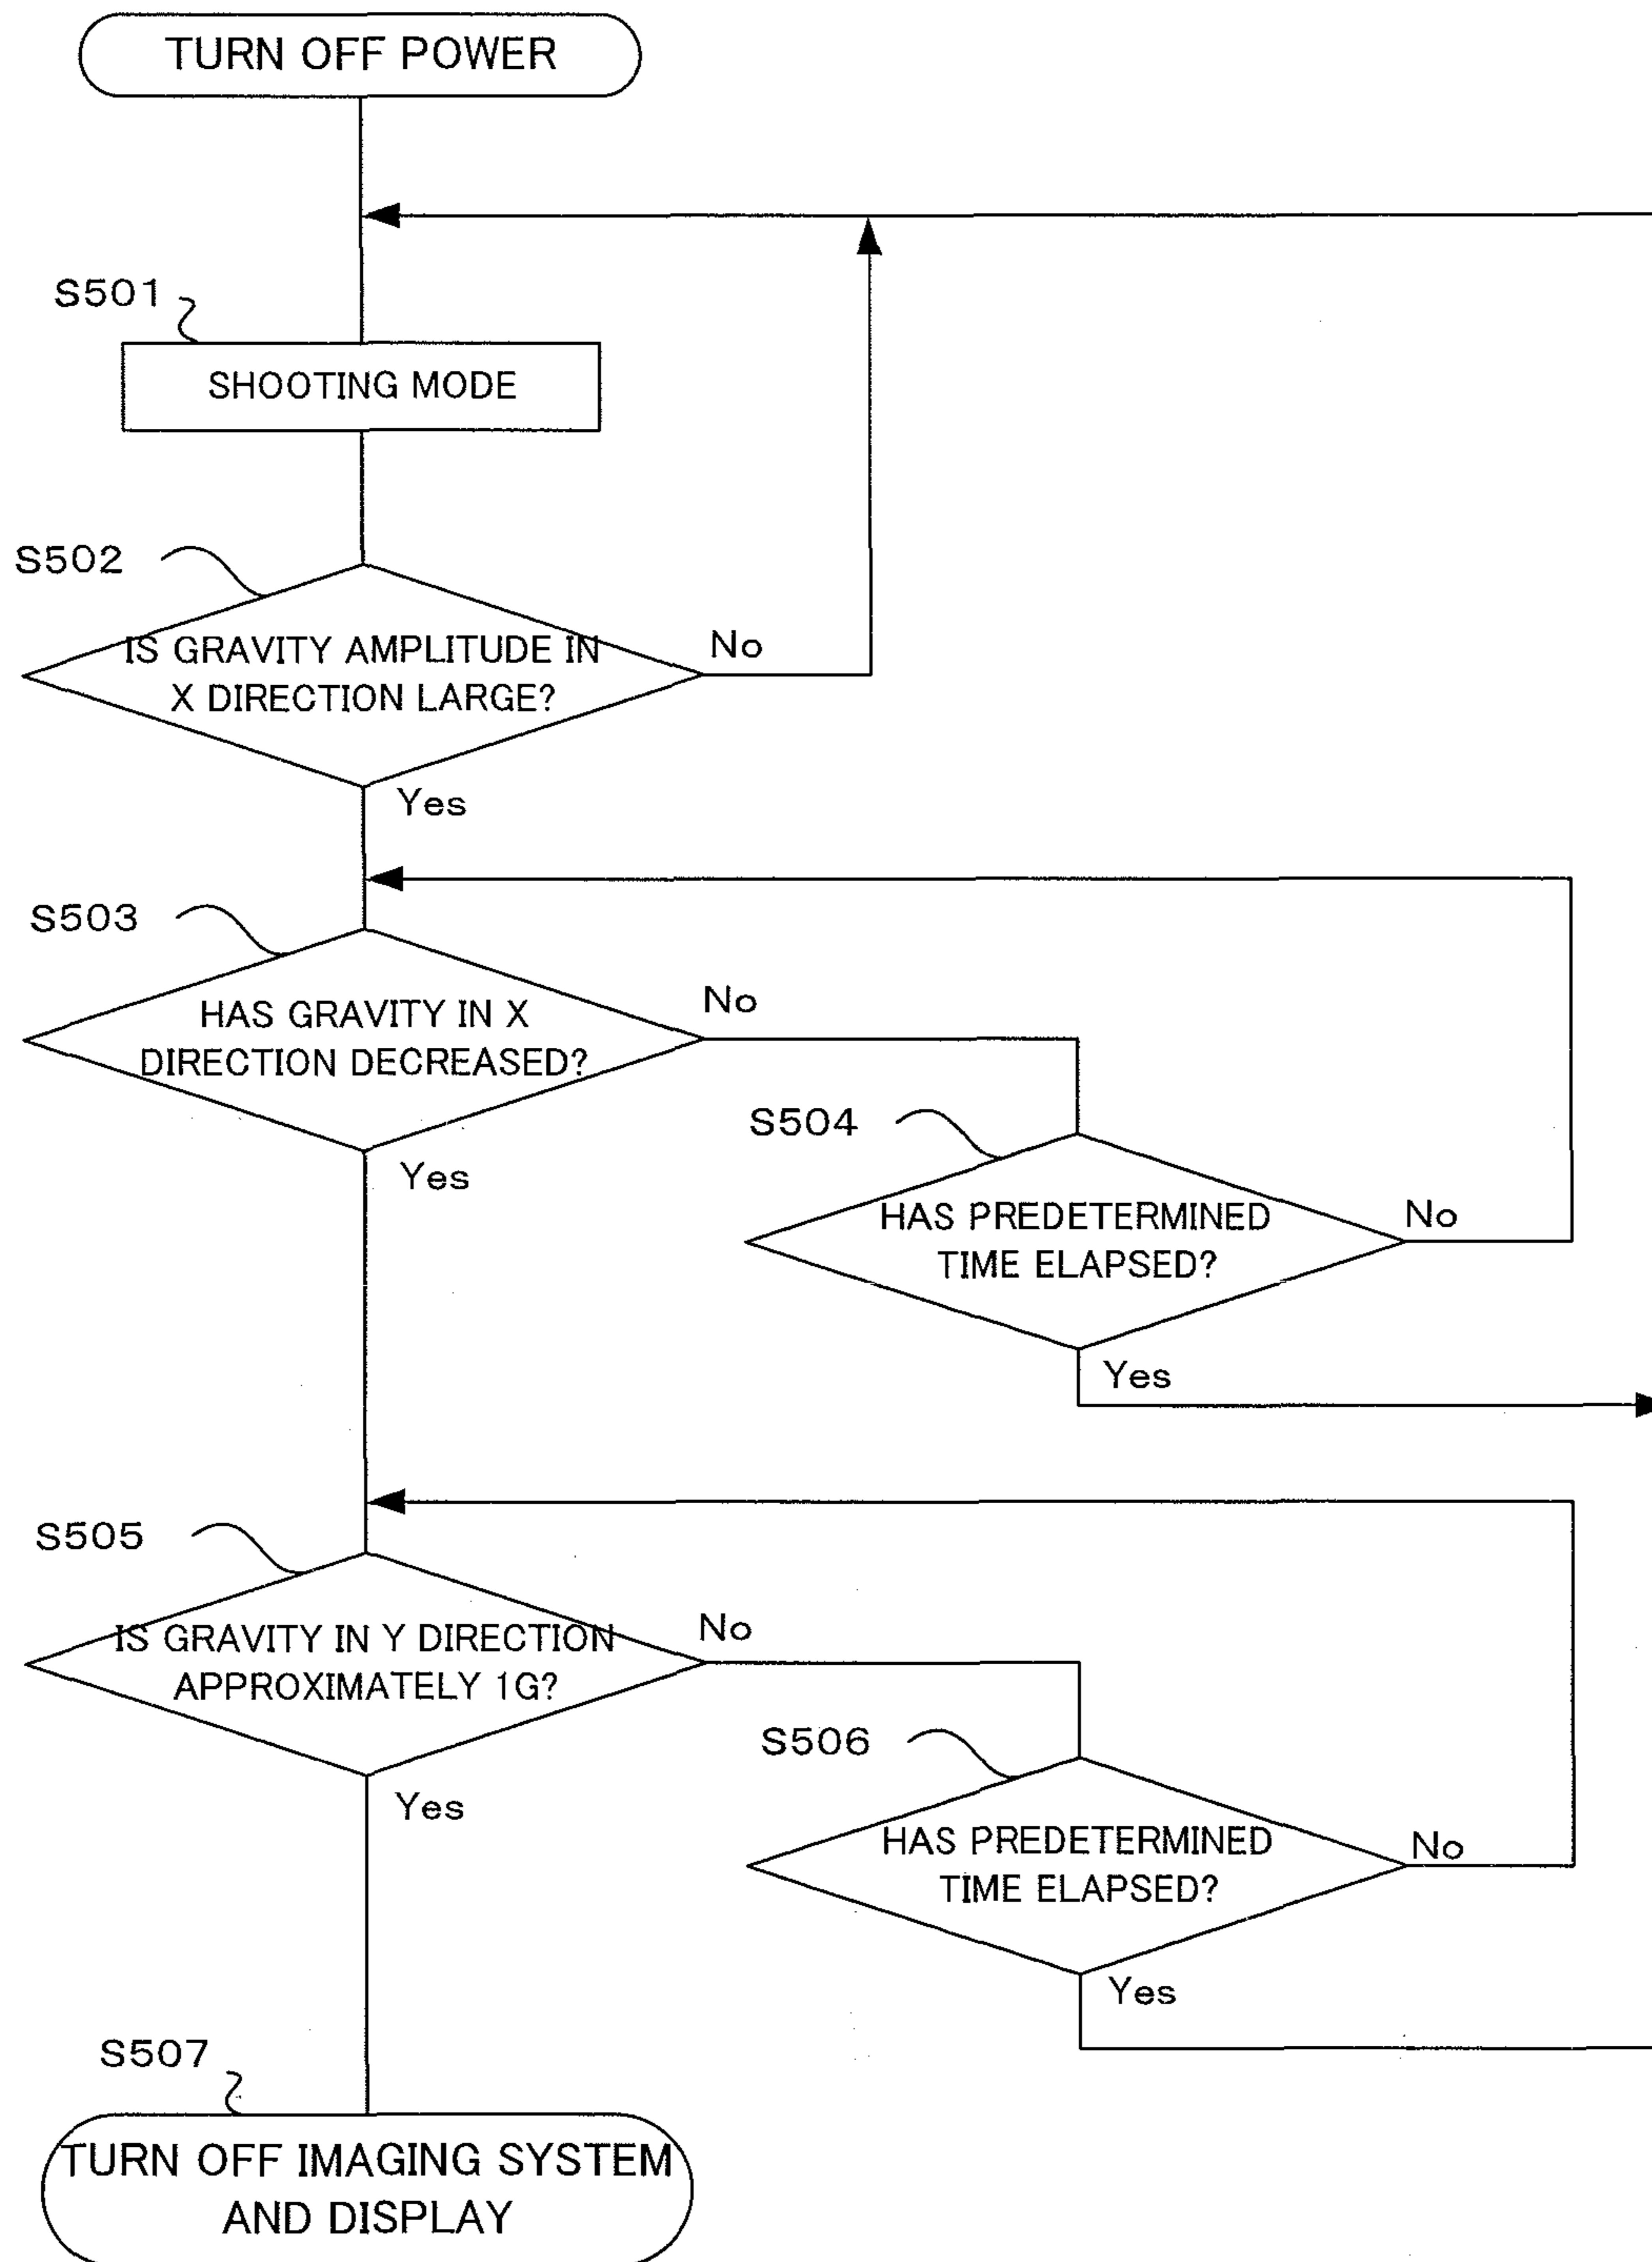 TURN OFF POWER
S501
SHOOTING MODE
S502
IS GRAVITY AMPLITUDE IN
X DIRECTION LARGE?
No
Yes
S503
HAS GRAVITY IN X
DIRECTION DECREASED?
No
Yes
S504
HAS PREDETERMINED
TIME ELAPSED?
No
Yes
S505
IS GRAVITY IN Y DIRECTION
APPROXIMATELY 1G?
No
Yes
S506
HAS PREDETERMINED
TIME ELAPSED?
No
Yes
S507
TURN OFF IMAGING SYSTEM
AND DISPLAY